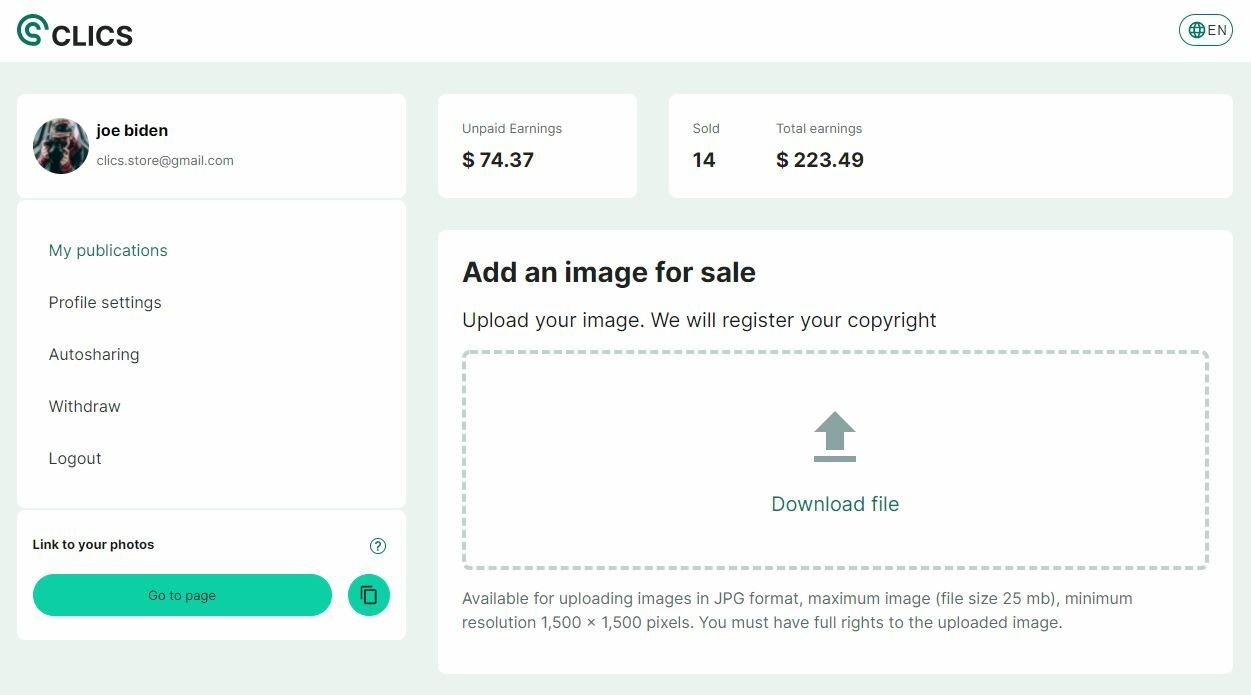 CLICS
EN
joe biden
clics.store@gmail.com
My publications
Profile settings
Autosharing
Withdraw
Logout
Link to your photos
?
Go to page
Unpaid Earnings
$ 74.37
Sold
14
Total earnings
$ 223.49
Add an image for sale
Upload your image. We will register your copyright
Download file
Available for uploading images in JPG format, maximum image (file size 25 mb), minimum
resolution 1,500 × 1,500 pixels. You must have full rights to the uploaded image.